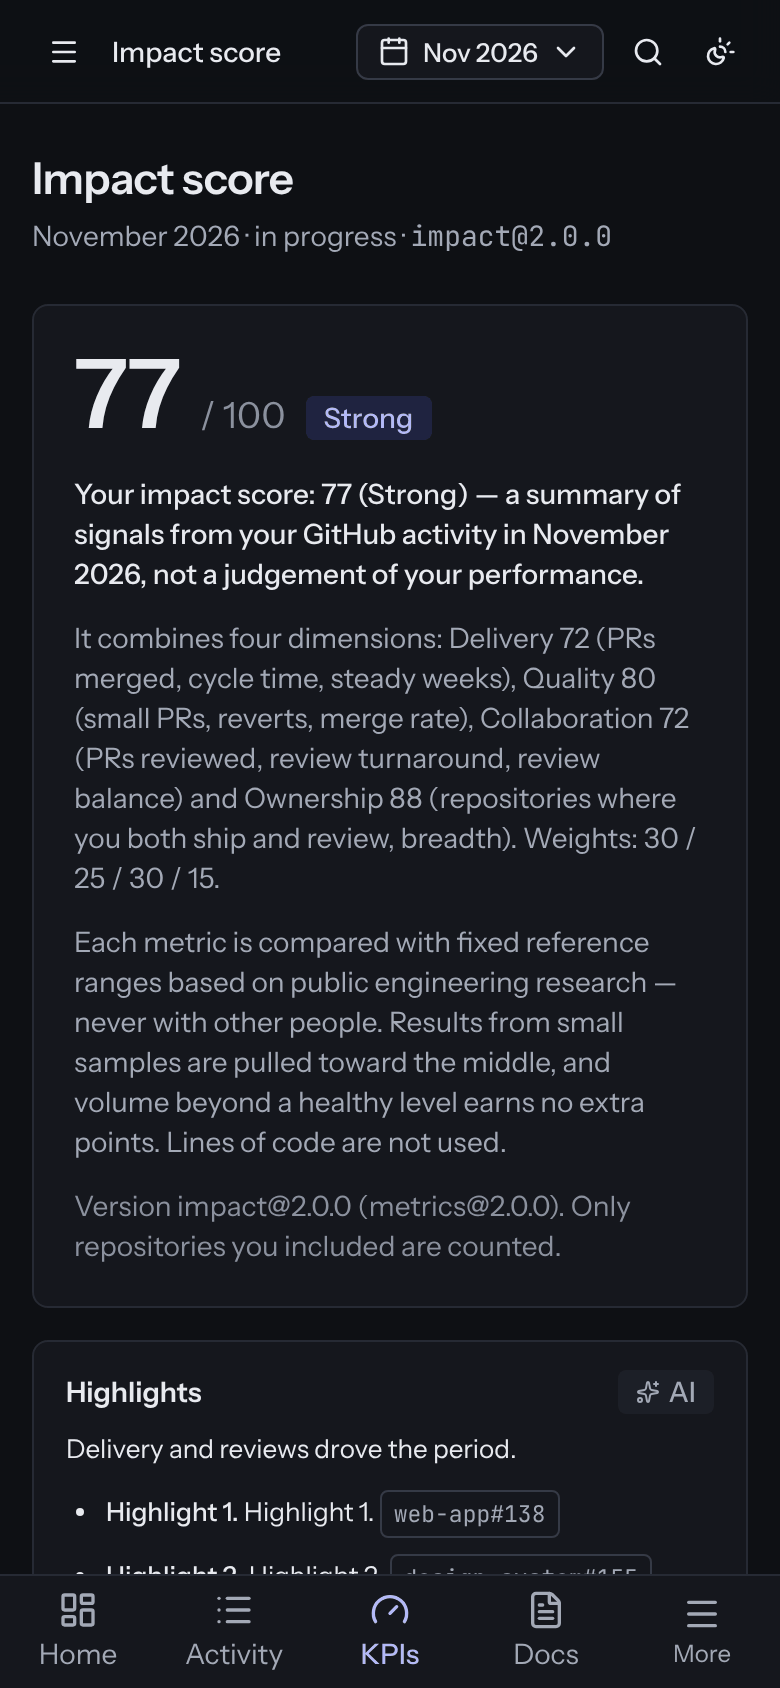 Impact score
Nov 2026
Impact score
November 2026 · in progress · impact@2.0.0
77 / 100 Strong
Your impact score: 77 (Strong) — a summary of
signals from your GitHub activity in November
2026, not a judgement of your performance.
It combines four dimensions: Delivery 72 (PRs
merged, cycle time, steady weeks), Quality 80
(small PRs, reverts, merge rate), Collaboration 72
(PRs reviewed, review turnaround, review
balance) and Ownership 88 (repositories where
you both ship and review, breadth). Weights: 30 /
25 / 30 / 15.
Each metric is compared with fixed reference
ranges based on public engineering research —
never with other people. Results from small
samples are pulled toward the middle, and
volume beyond a healthy level earns no extra
points. Lines of code are not used.
Version impact@2.0.0 (metrics@2.0.0). Only
repositories you included are counted.
Highlights
AI
Delivery and reviews drove the period.
Highlight 1. Highlight 1. web-app#138
Highlight 2. Highlight 2.
Home
Activity
KPIs
Docs
More